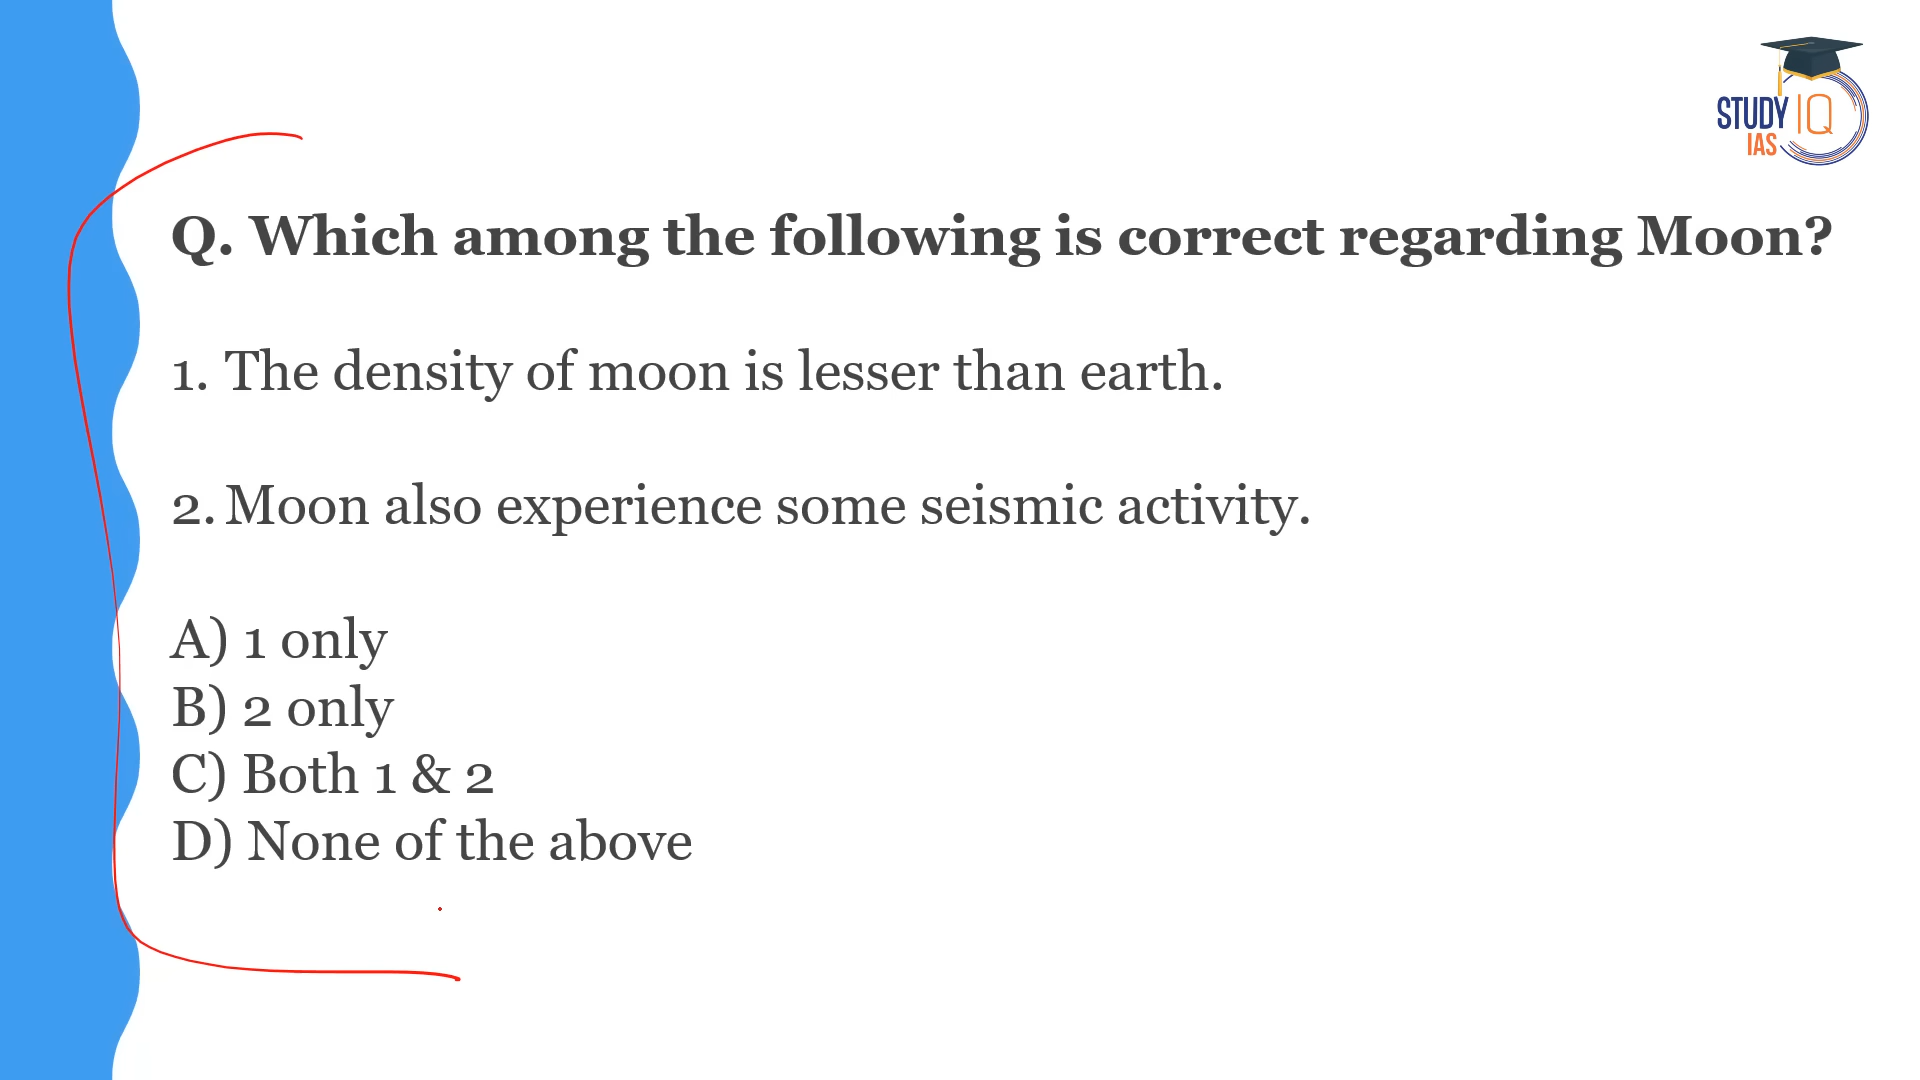 STUDY IQ
IAS
Q. Which among the following is correct regarding Moon?
1. The density of moon is lesser than earth.
2. Moon also experience some seismic activity.
A) 1 only
B) 2 only
C) Both 1 & 2
D) None of the above